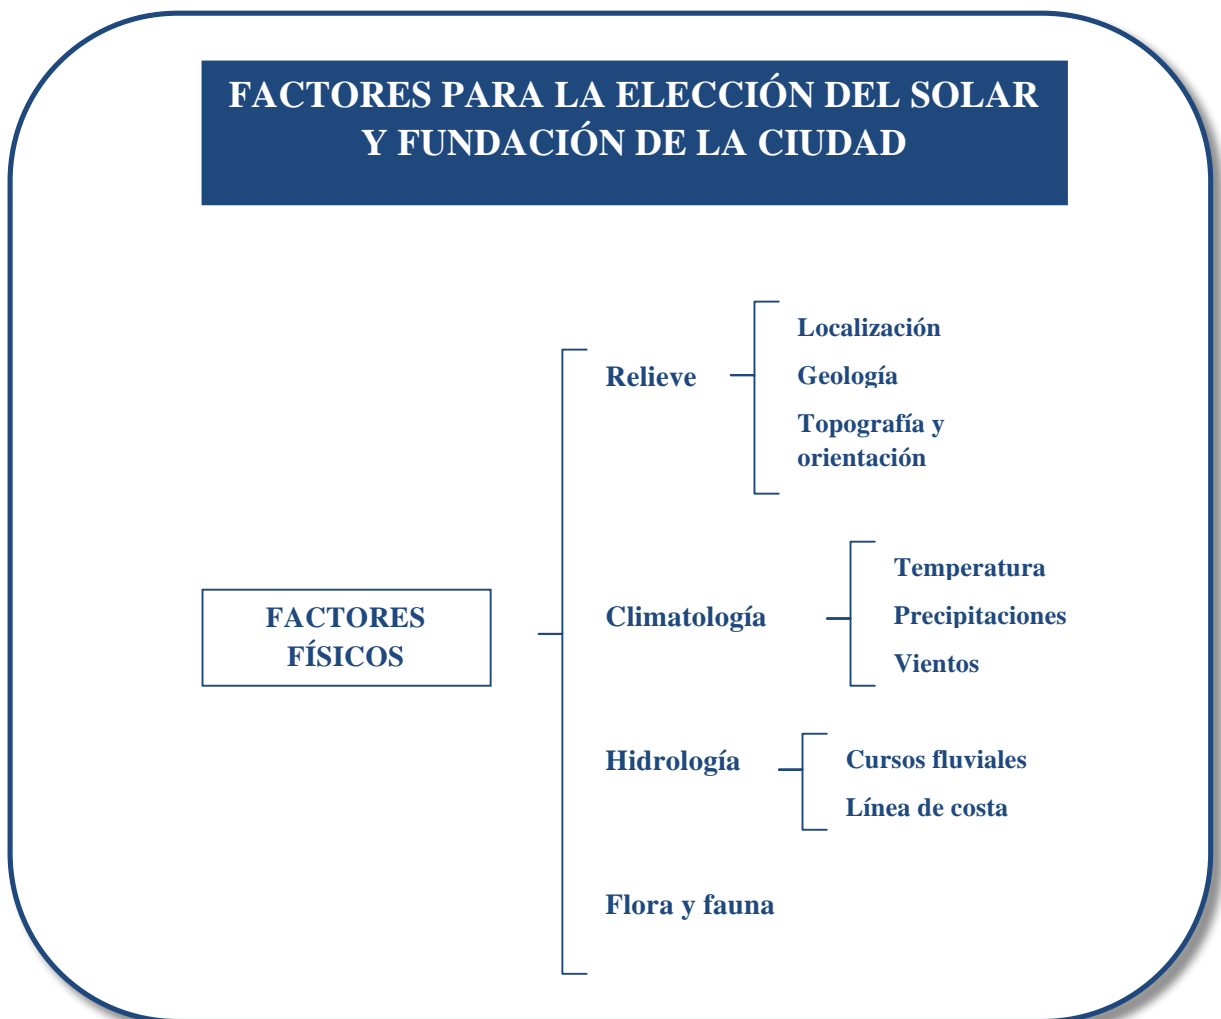 FACTORES PARA LA ELECCIÓN DEL SOLAR
Y FUNDACIÓN DE LA CIUDAD
FACTORES
FÍSICOS
Relieve
Localización
Geología
Topografía y
orientación
Climatología
Temperatura
Precipitaciones
Vientos
Hidrología
Cursos fluviales
Línea de costa
Flora y fauna